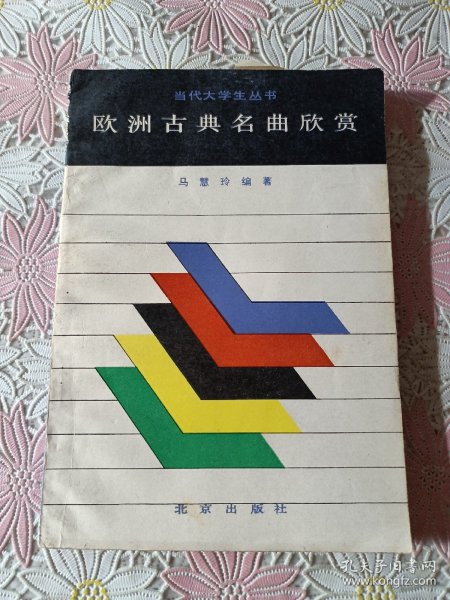 当代大学生丛书
欧洲古典名曲欣赏
马慧玲编著
北京出版社
孔夫子旧书网
www.kongfz.com